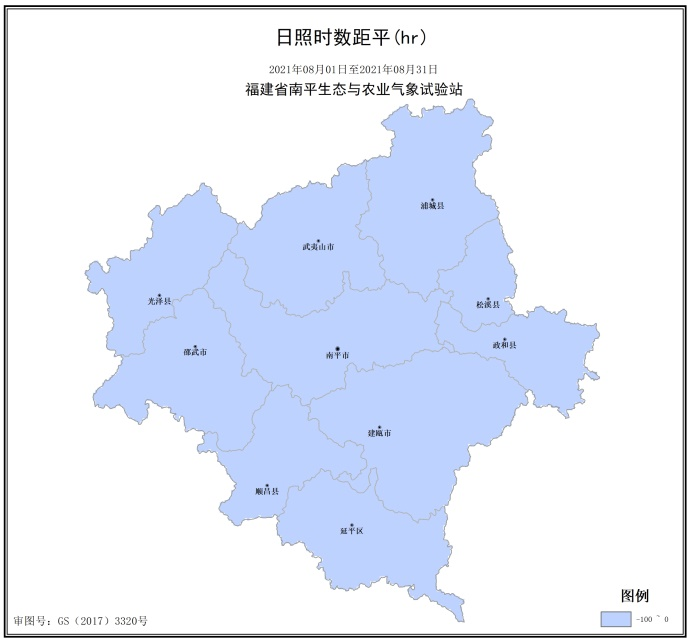 日照时数距平(hr)
2021年08月01日至2021年08月31日
福建省南平生态与农业气象试验站
浦城县
武夷山市
光泽县
松溪县
政和县
邵武市
南平市
建瓯市
顺昌县
延平区
图例
-100 ~ 0
审图号: GS（2017）3320号